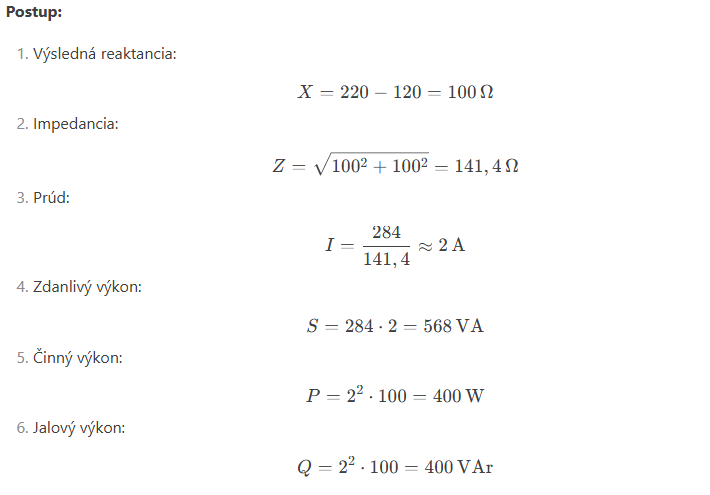 Postup:
1. Výsledná reaktancia:
X = 220 − 120 = 100 Ω
2. Impedancia:
Z = √(100² + 100²) = 141,4 Ω
3. Prúd:
I = 284 / 141,4 ≈ 2 A
4. Zdanlivý výkon:
S = 284 · 2 = 568 VA
5. Činný výkon:
P = 2² · 100 = 400 W
6. Jalový výkon:
Q = 2² · 100 = 400 VAr